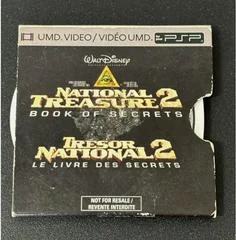 UMD. VIDEO / VIDÉO UMD. PSP
WALT DISNEY
NATIONAL
TREASURE 2
BOOK OF SECRETS
TRESOR
NATIONAL 2
LE LIVRE DES SECRETS
NOT FOR RESALE /
REVENTE INTERDITE